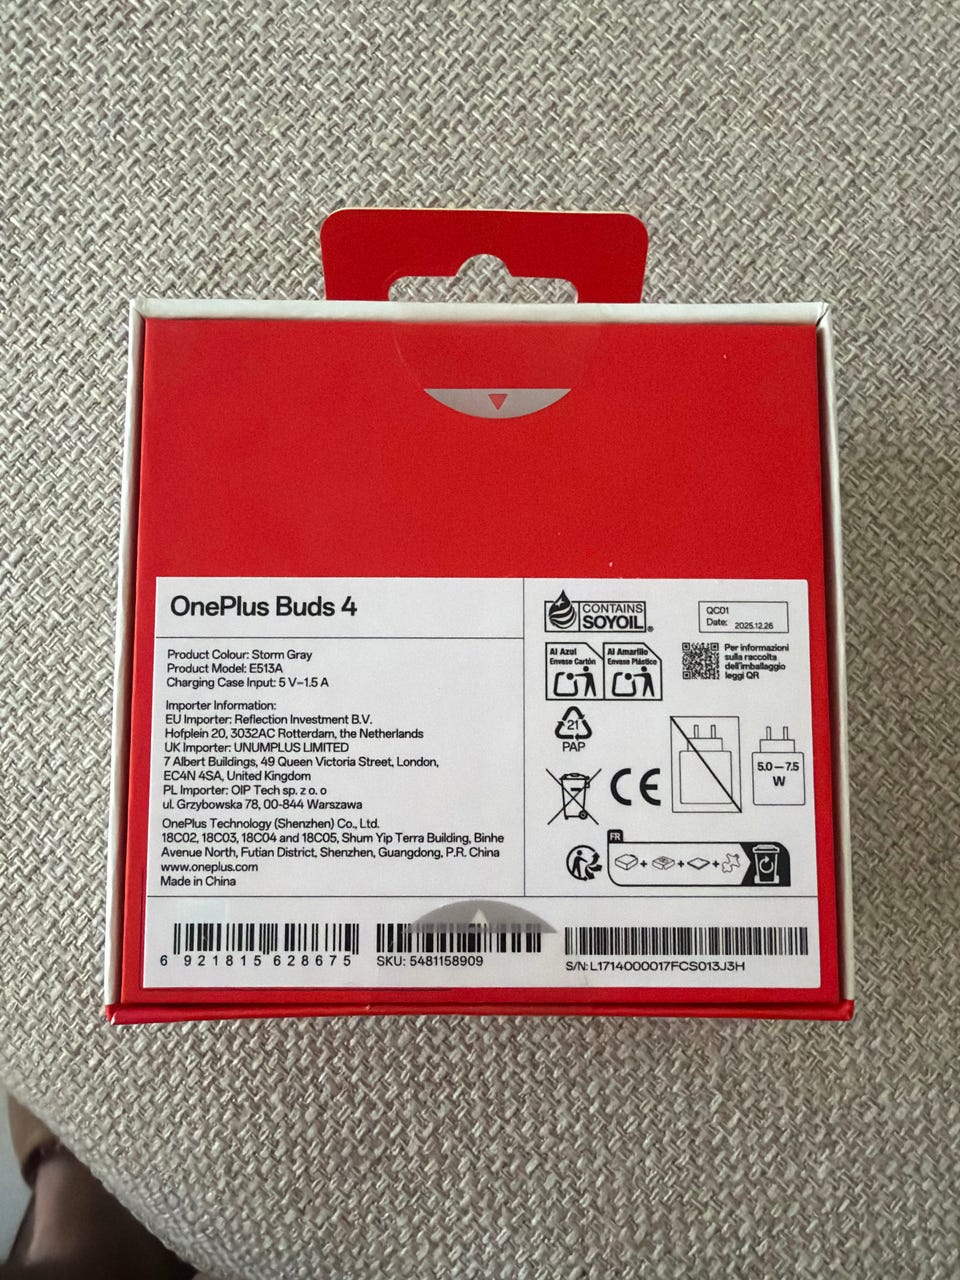 OnePlus Buds 4
Product Colour: Storm Gray
Product Model: E513A
Charging Case Input: 5 V⎓1.5 A
Importer Information:
EU Importer: Reflection Investment B.V.
Hofplein 20, 3032AC Rotterdam, the Netherlands
UK Importer: UNUMPLUS LIMITED
7 Albert Buildings, 49 Queen Victoria Street, London,
EC4N 4SA, United Kingdom
PL Importer: OIP Tech sp. z o. o
ul. Grzybowska 78, 00-844 Warszawa
OnePlus Technology (Shenzhen) Co., Ltd.
18C02, 18C03, 18C04 and 18C05, Shum Yip Terra Building, Binhe
Avenue North, Futian District, Shenzhen, Guangdong, P.R. China
www.oneplus.com
Made in China
CONTAINS
SOYOIL®
QC01
Date: 2025.12.26
Al Azul
Envase Cartón
Al Amarillo
Envase Plástico
Per informazioni
sulla raccolta
dell'imballaggio
leggi QR
21
PAP
CE
5.0 – 7.5
W
FR
6 921815 628675
SKU: 5481158909
S/N: L1714000017FCS013J3H